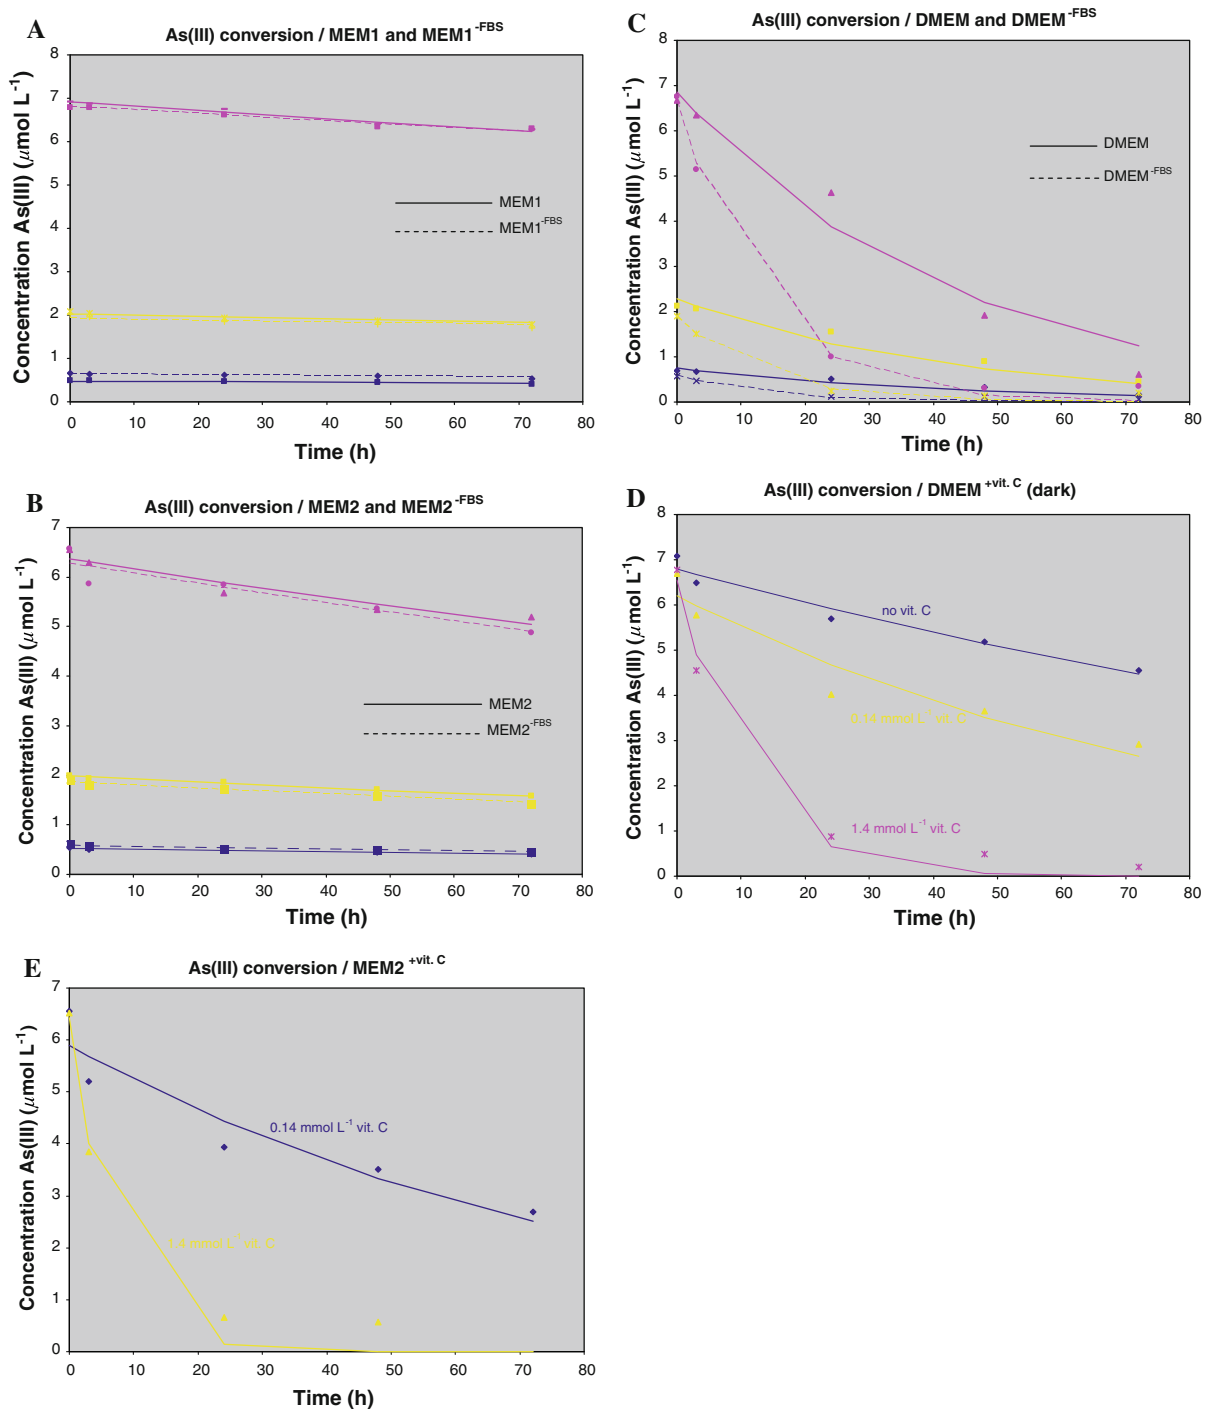 A
As(III) conversion / MEM1 and MEM1-FBS
Concentration As(III) (μmol L-1)
8
7
6
5
4
3
2
1
0
MEM1
MEM1-FBS
0 10 20 30 40 50 60 70 80
Time (h)
C
As(III) conversion / DMEM and DMEM-FBS
Concentration As(III) (μmol L-1)
8
7
6
5
4
3
2
1
0
DMEM
DMEM-FBS
0 10 20 30 40 50 60 70 80
Time (h)
B
As(III) conversion / MEM2 and MEM2-FBS
Concentration As(III) (μmol L-1)
7
6
5
4
3
2
1
0
MEM2
MEM2-FBS
0 10 20 30 40 50 60 70 80
Time (h)
D
As(III) conversion / DMEM+vit. C (dark)
Concentration As(III) (μmol L-1)
8
7
6
5
4
3
2
1
0
no vit. C
0.14 mmol L-1 vit. C
1.4 mmol L-1 vit. C
0 10 20 30 40 50 60 70 80
Time (h)
E
As(III) conversion / MEM2 +vit. C
Concentration As(III) (μmol L-1)
7
6
5
4
3
2
1
0
0.14 mmol L-1 vit. C
1.4 mmol L-1 vit. C
0 10 20 30 40 50 60 70 80
Time (h)